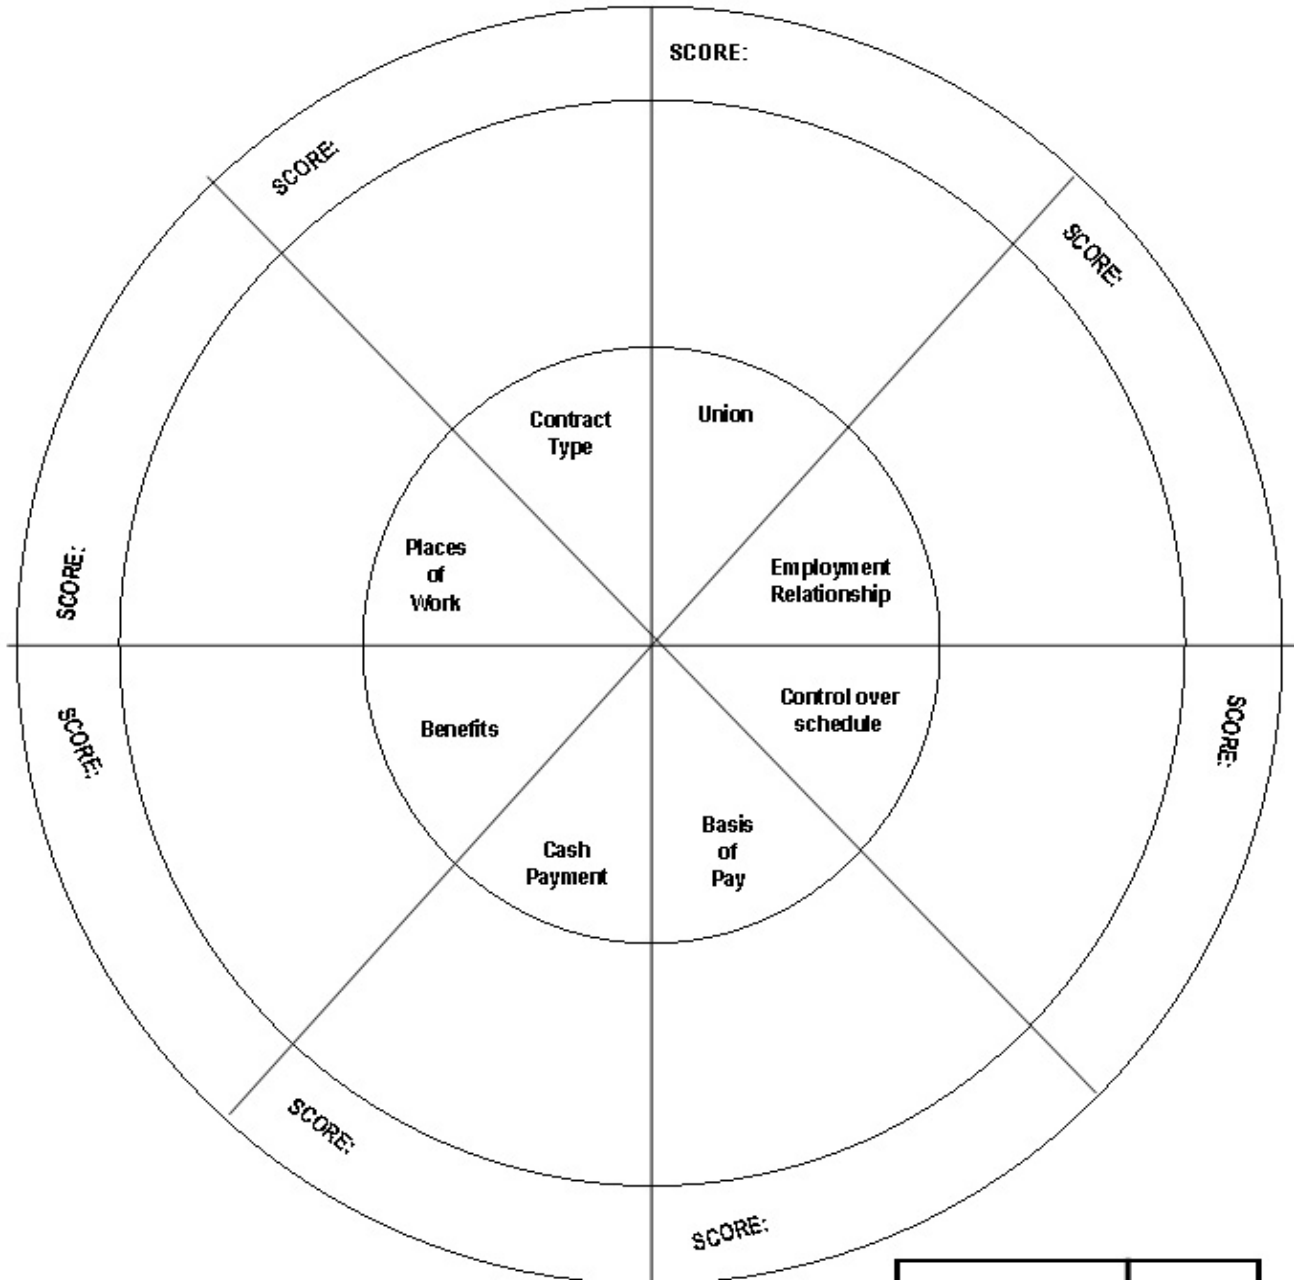 SCORE:
SCORE:
SCORE:
Contract
Type
Union
Places
of
Work
Employment
Relationship
SCORE:
Control over
schedule
SCORE:
SCORE:
Benefits
Basis
of
Pay
Cash
Payment
SCORE:
SCORE: